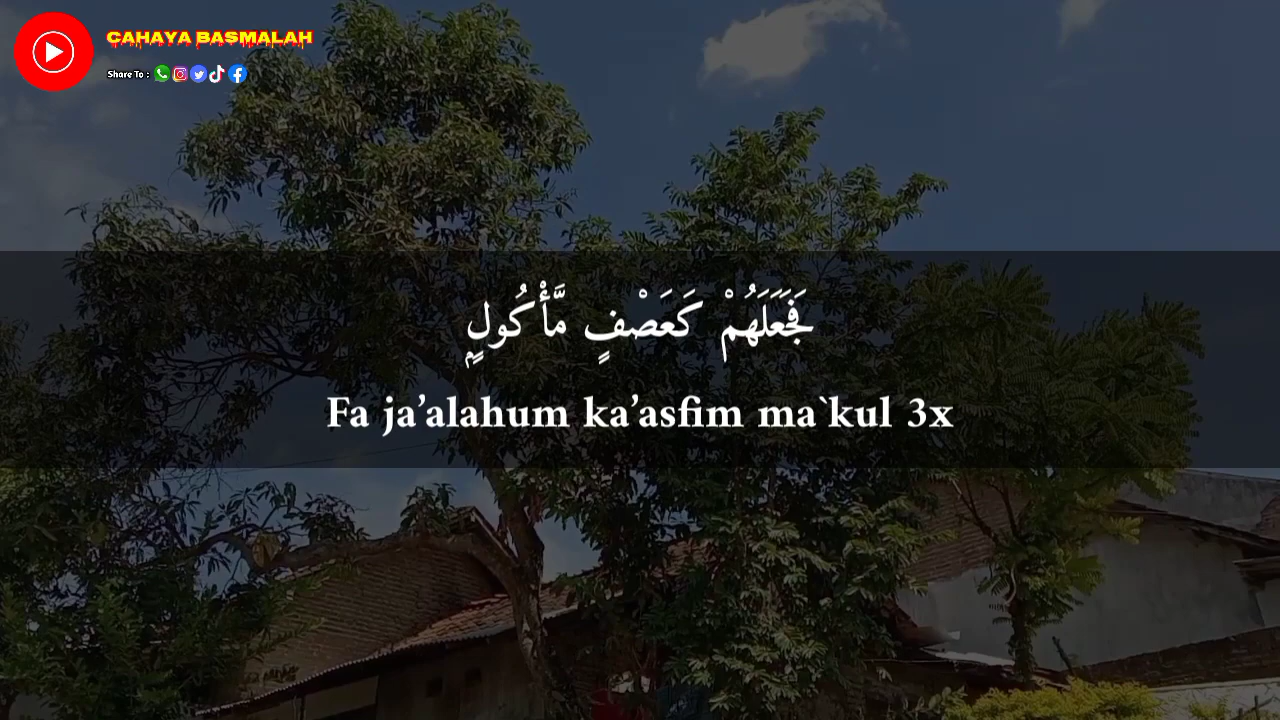 CAHAYA BASMALAH
Share To :
فَجَعَلَهُمْ كَعَصْفٍ مَّأْكُولٍۭ
Fa ja’alahum ka’asfim ma`kul 3x